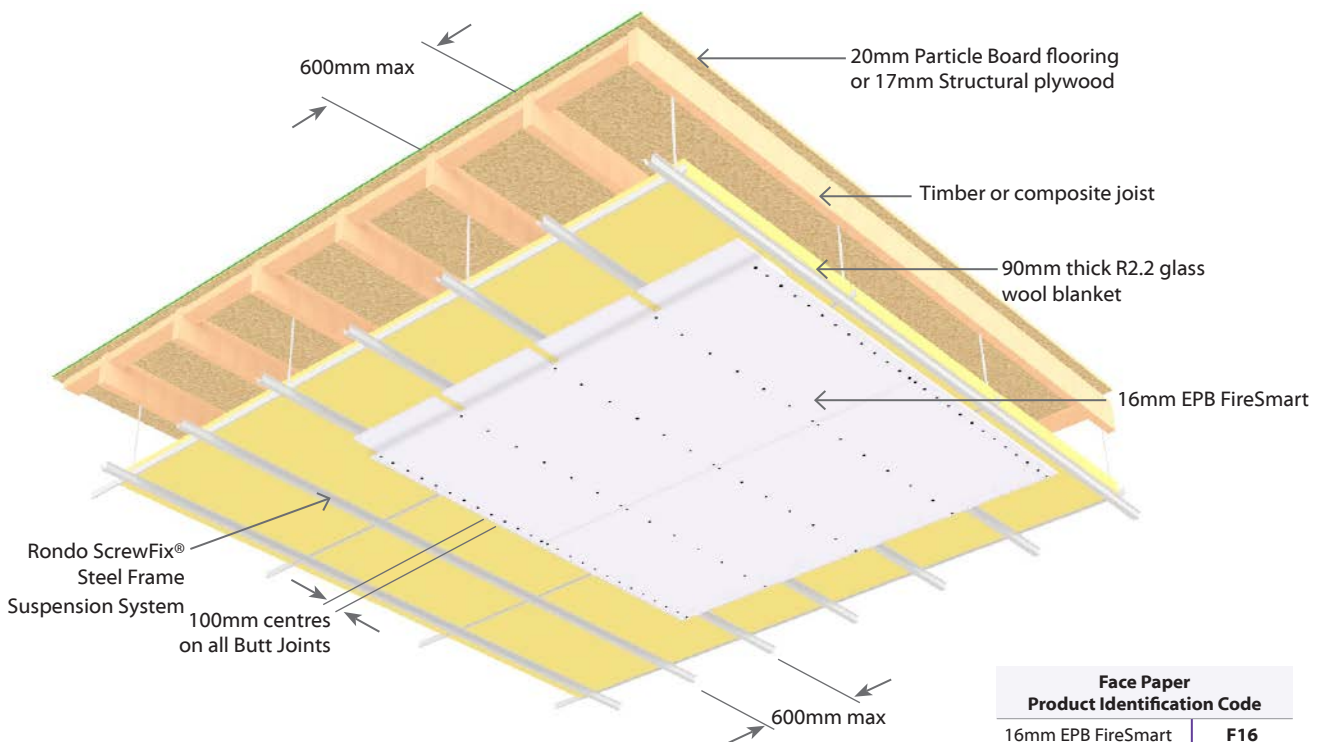 600mm max
20mm Particle Board flooring
or 17mm Structural plywood
Timber or composite joist
90mm thick R2.2 glass
wool blanket
16mm EPB FireSmart
Rondo ScrewFix®
Steel Frame
Suspension System
100mm centres
on all Butt Joints
600mm max
Face Paper
Product Identification Code
16mm EPB FireSmart F16